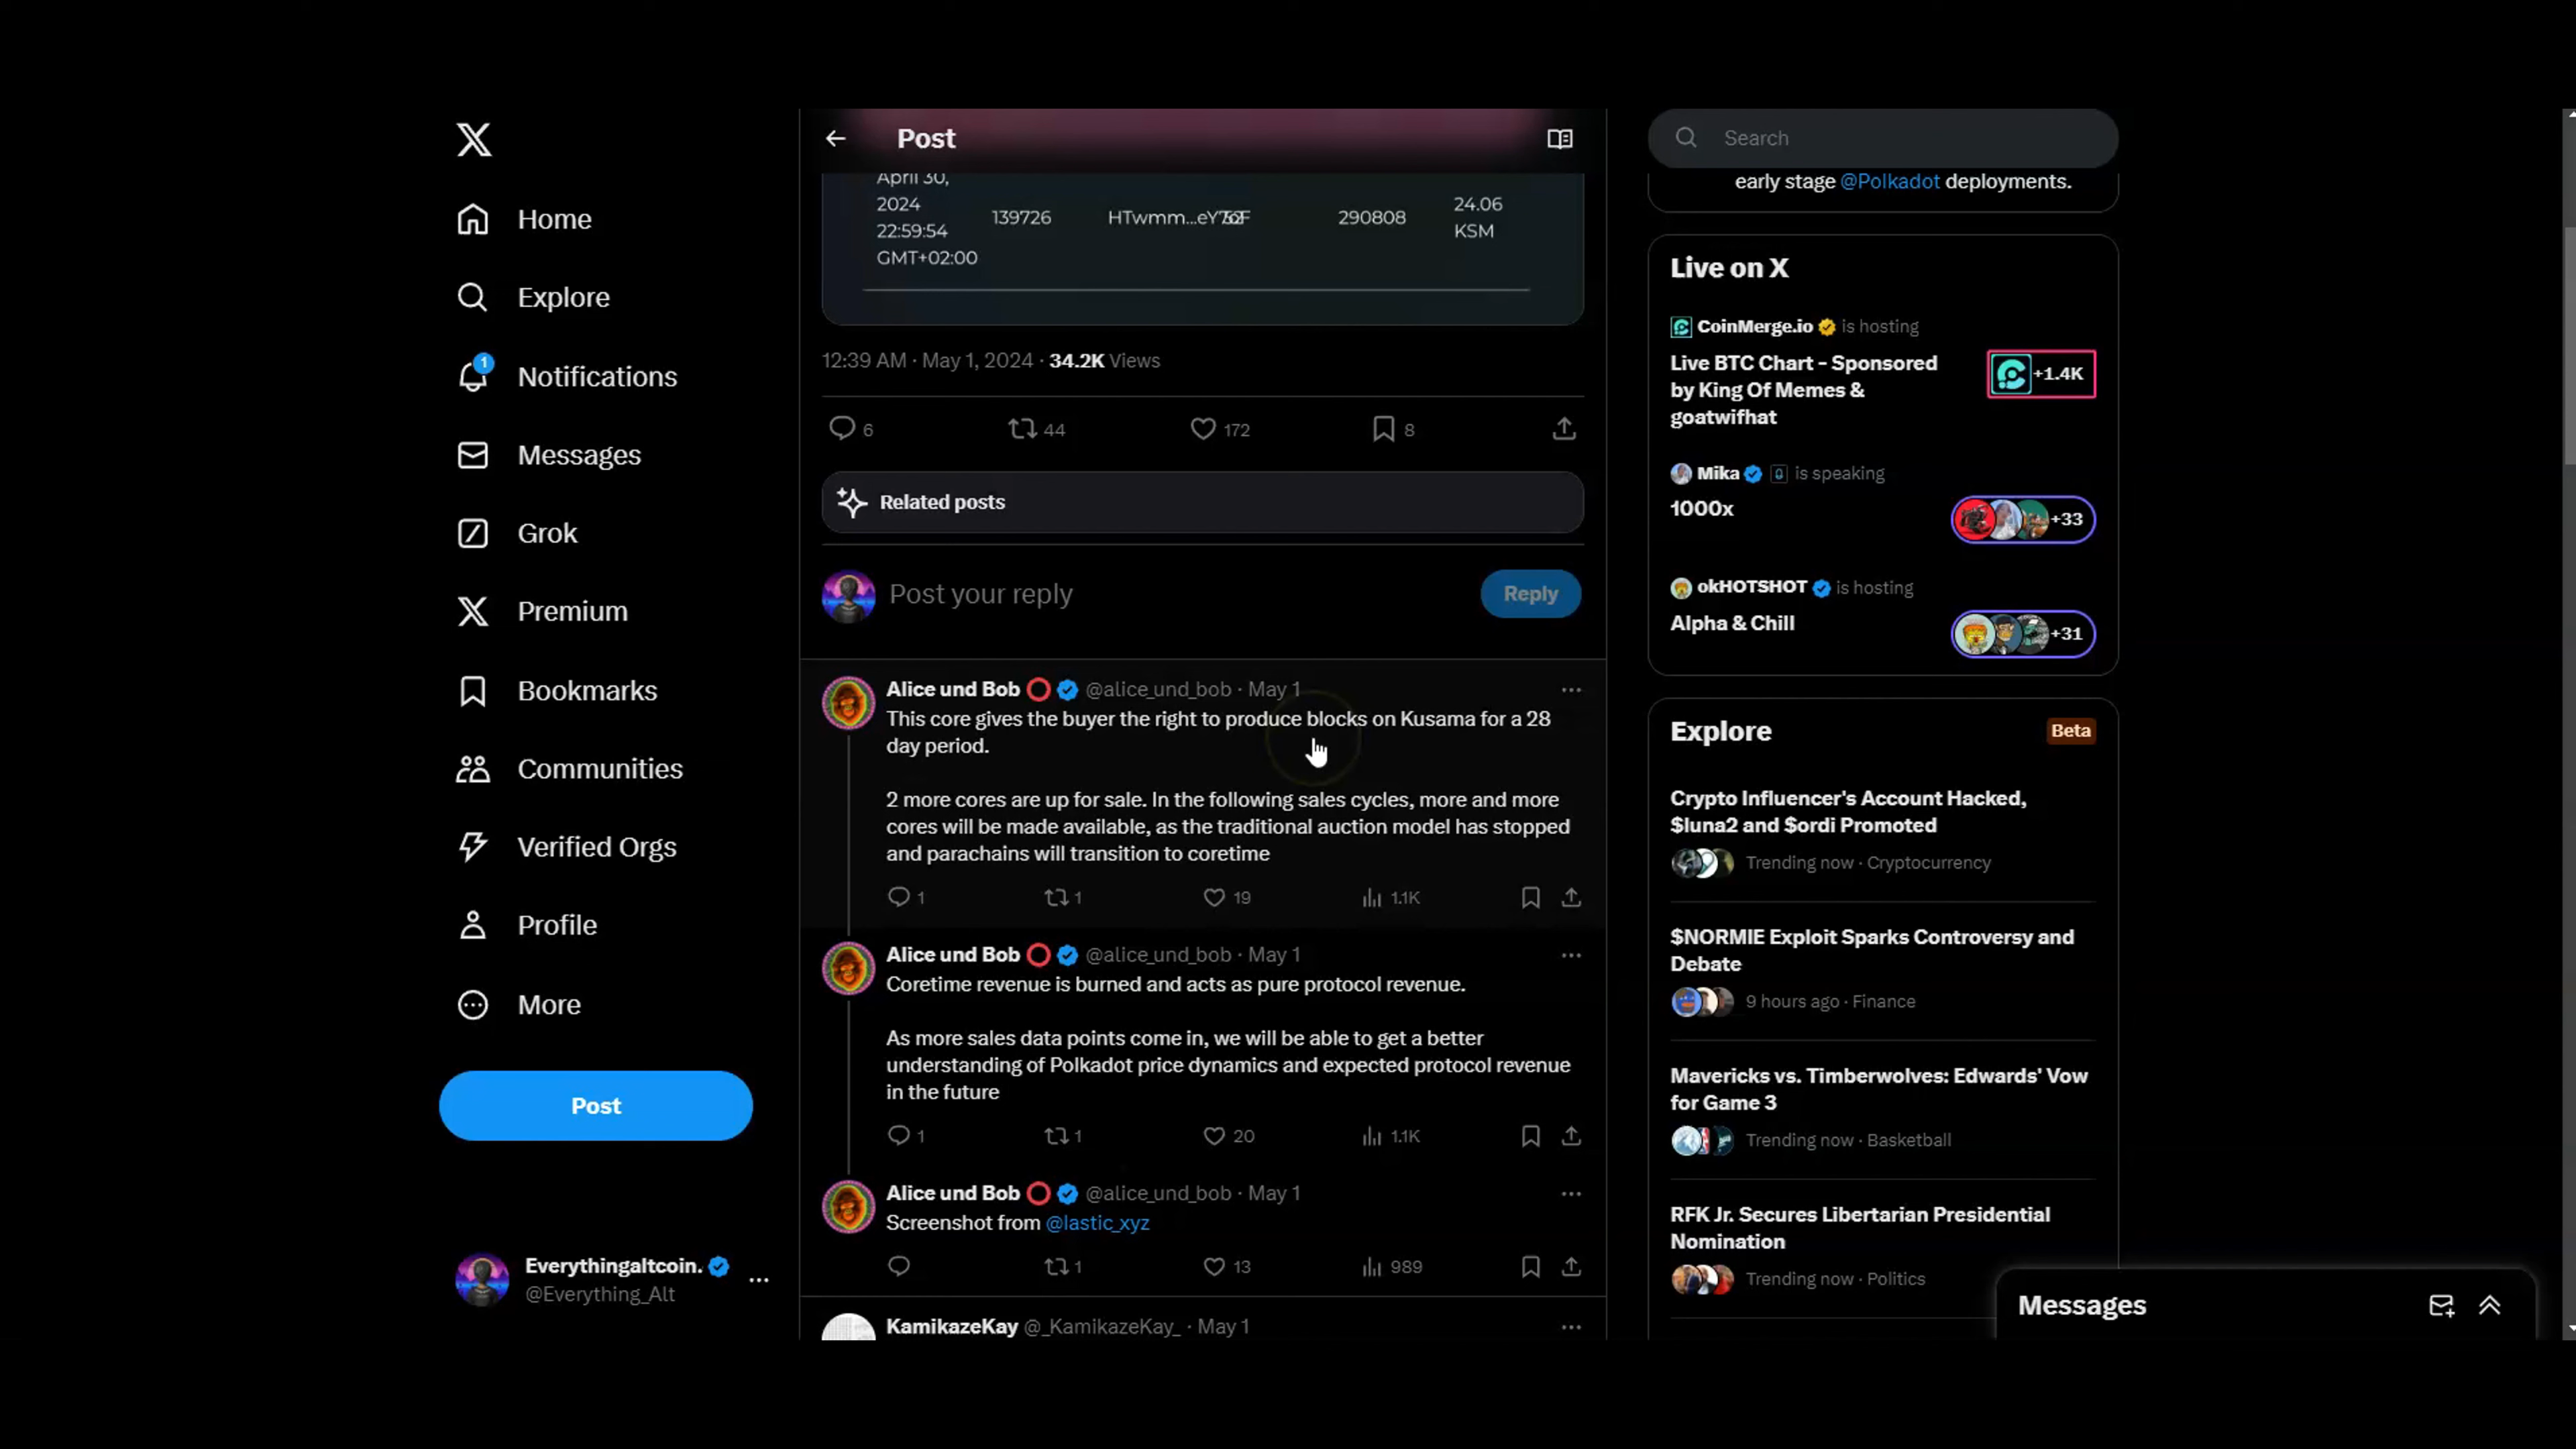 Home
Explore
1
Notifications
Messages
Grok
Premium
Bookmarks
Communities
Verified Orgs
Profile
More
Post
Everythingaltcoin.
@Everything_Alt
Post
April 30,
2024
22:59:54
GMT+02:00
139726
290808
24.06
KSM
12:39 AM · May 1, 2024 · 34.2K Views
6 44 172 8
Related posts
Post your reply
Reply
Alice und Bob @alice_und_bob · May 1
This core gives the buyer the right to produce blocks on Kusama for a 28
day period.
2 more cores are up for sale. In the following sales cycles, more and more
cores will be made available, as the traditional auction model has stopped
and parachains will transition to coretime
1 1 19 1.1K
Alice und Bob @alice_und_bob · May 1
Coretime revenue is burned and acts as pure protocol revenue.
As more sales data points come in, we will be able to get a better
understanding of Polkadot price dynamics and expected protocol revenue
in the future
1 1 20 1.1K
Alice und Bob @alice_und_bob · May 1
Screenshot from @lastic_xyz
1 13 989
KamikazeKay @_KamikazeKay_ · May 1
Search
early stage @Polkadot deployments.
Live on X
CoinMerge.io is hosting
Live BTC Chart - Sponsored
by King Of Memes &
goatwifhat
+1.4K
Mika is speaking
1000x
+33
okHOTSHOT is hosting
Alpha & Chill
+31
Explore
Beta
Crypto Influencer's Account Hacked,
$luna2 and $ordi Promoted
Trending now · Cryptocurrency
$NORMIE Exploit Sparks Controversy and
Debate
9 hours ago · Finance
Mavericks vs. Timberwolves: Edwards' Vow
for Game 3
Trending now · Basketball
RFK Jr. Secures Libertarian Presidential
Nomination
Trending now · Politics
Messages